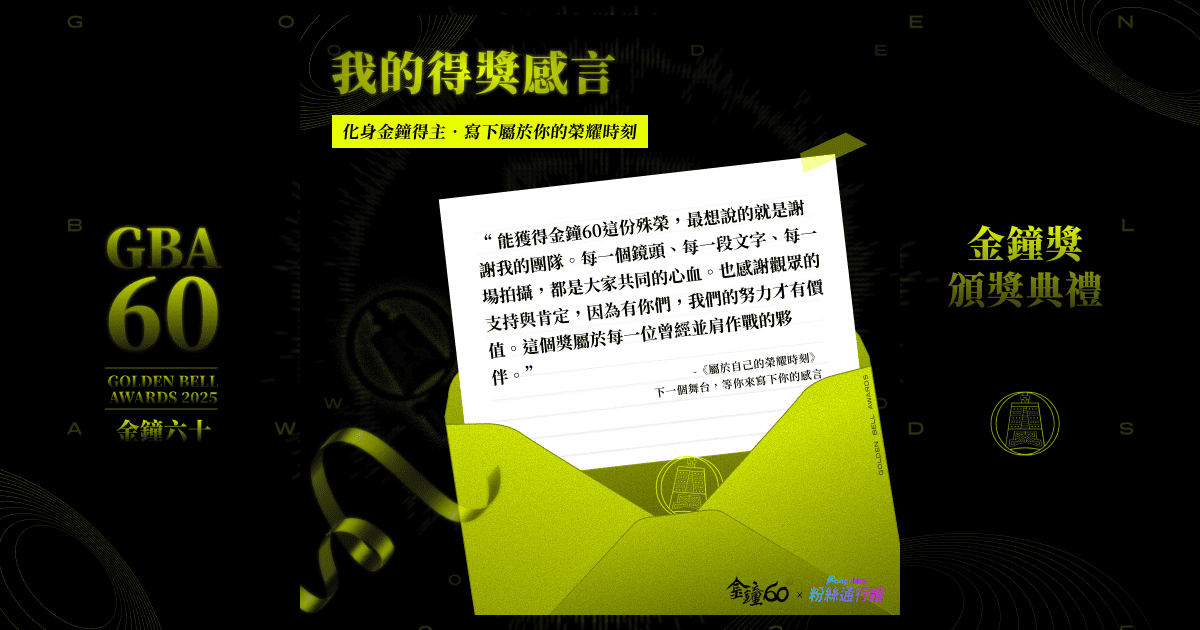 G O E N
O D E
我的得獎感言
化身金鐘得主．寫下屬於你的榮耀時刻
“ 能獲得金鐘60這份殊榮，最想說的就是謝
謝我的團隊。每一個鏡頭、每一段文字、每一
場拍攝，都是大家共同的心血。也感謝觀眾的
支持與肯定，因為有你們，我們的努力才有價
值。這個獎屬於每一位曾經並肩作戰的夥
伴。”
-《屬於自己的榮耀時刻》
下一個舞台，等你來寫下你的感言
B L
GBA
60
GOLDEN BELL
AWARDS 2025
金鐘六十
金鐘獎
頒獎典禮
W
A W D S
GOLDEN BELL AWARDS
O
金鐘60 × 粉絲通行證